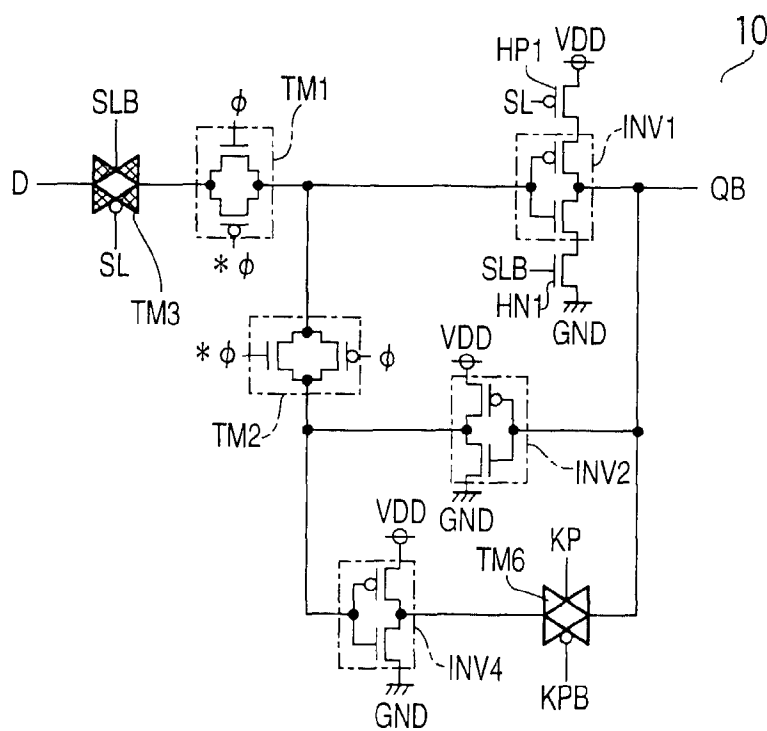 10
HP1
VDD
SLB
φ
TM1
SL
INV1
D
QB
SL
TM3
* φ
SLB
HN1
GND
VDD
* φ
φ
TM2
INV2
GND
VDD
KP
TM6
INV4
KPB
GND